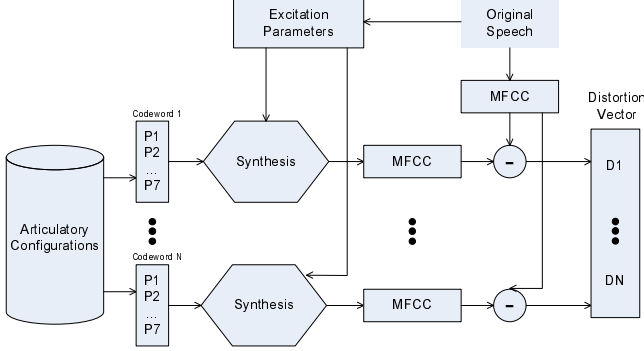 Excitation
Parameters
Original
Speech
MFCC
Distortion
Vector
Codeword 1
P1
P2
...
P7
Synthesis
MFCC
-
D1
Articulatory
Configurations
Codeword N
P1
P2
...
P7
Synthesis
MFCC
-
DN